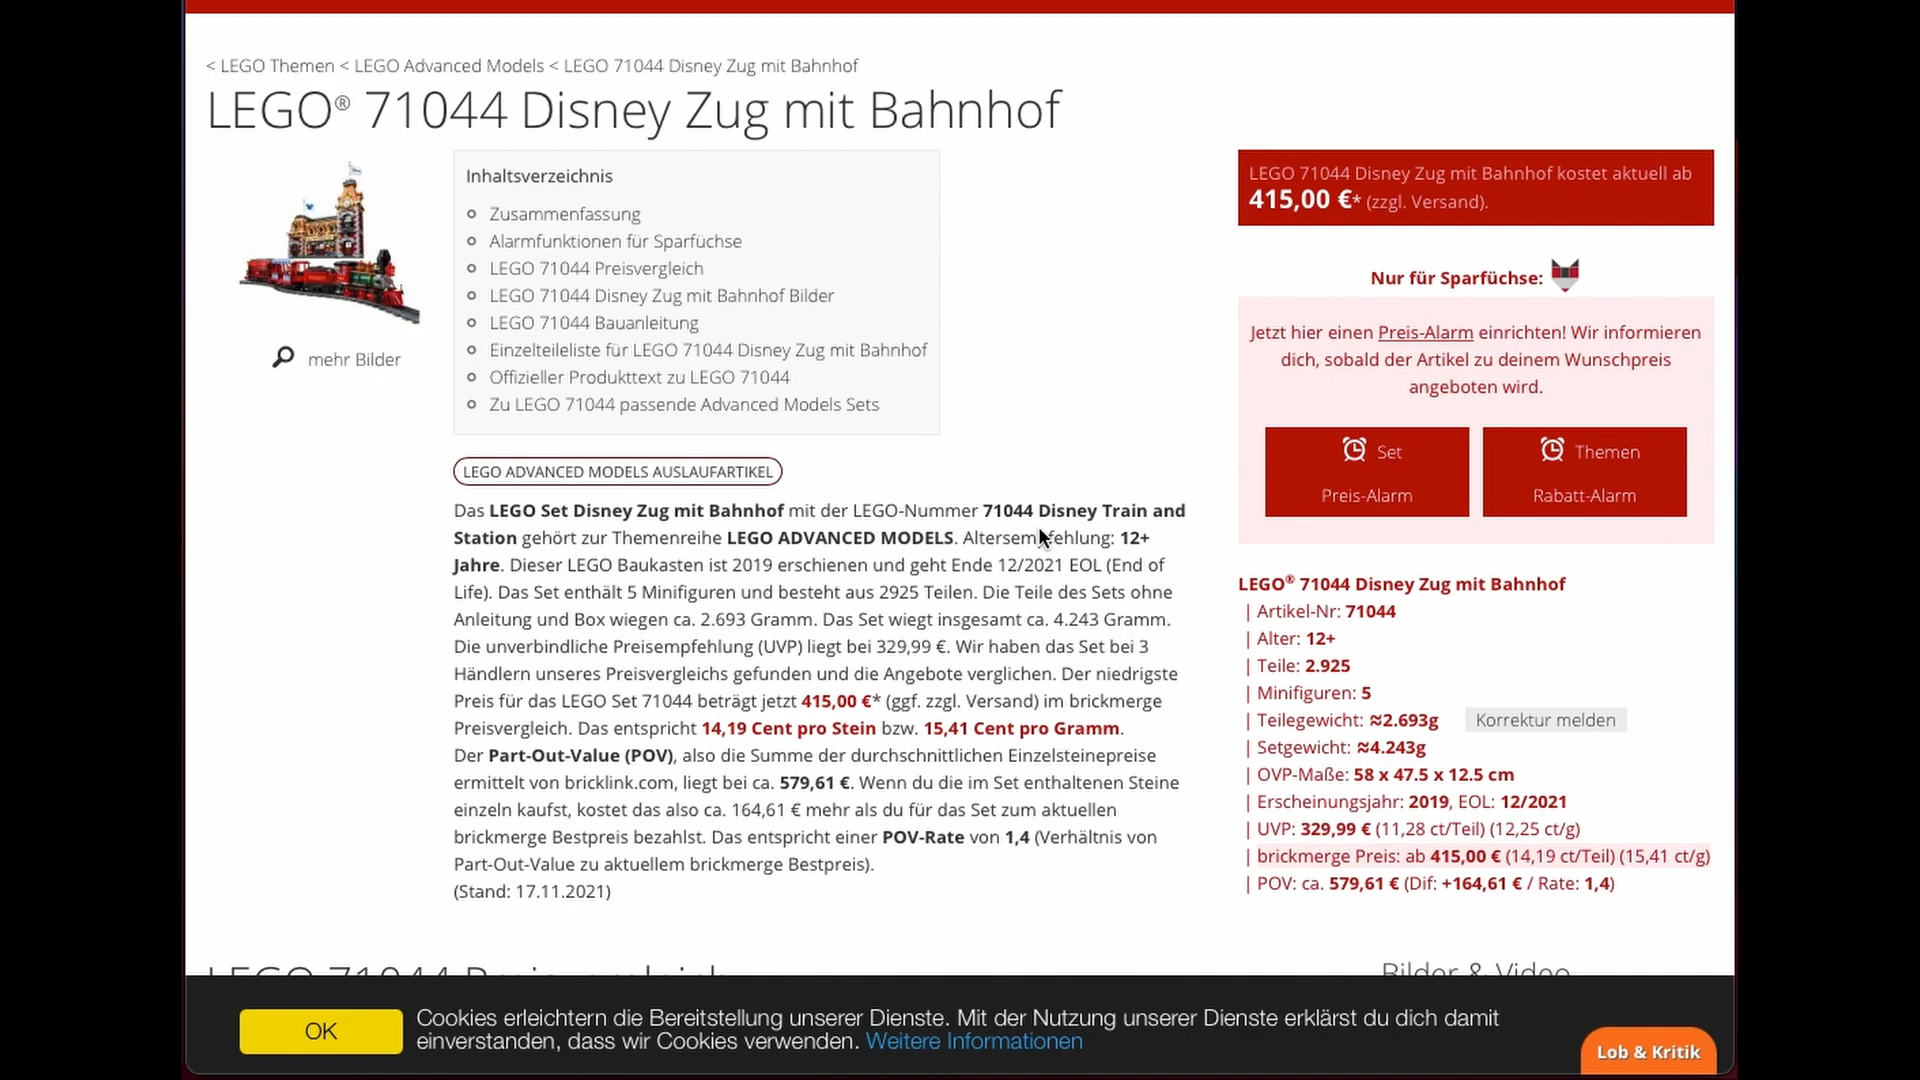 < LEGO Themen < LEGO Advanced Models < LEGO 71044 Disney Zug mit Bahnhof
LEGO® 71044 Disney Zug mit Bahnhof
mehr Bilder
Inhaltsverzeichnis
Zusammenfassung
Alarmfunktionen für Sparfüchse
LEGO 71044 Preisvergleich
LEGO 71044 Disney Zug mit Bahnhof Bilder
LEGO 71044 Bauanleitung
Einzelteileliste für LEGO 71044 Disney Zug mit Bahnhof
Offizieller Produkttext zu LEGO 71044
Zu LEGO 71044 passende Advanced Models Sets
LEGO ADVANCED MODELS AUSLAUFARTIKEL
Das LEGO Set Disney Zug mit Bahnhof mit der LEGO-Nummer 71044 Disney Train and
Station gehört zur Themenreihe LEGO ADVANCED MODELS. Altersempfehlung: 12+
Jahre. Dieser LEGO Baukasten ist 2019 erschienen und geht Ende 12/2021 EOL (End of
Life). Das Set enthält 5 Minifiguren und besteht aus 2925 Teilen. Die Teile des Sets ohne
Anleitung und Box wiegen ca. 2.693 Gramm. Das Set wiegt insgesamt ca. 4.243 Gramm.
Die unverbindliche Preisempfehlung (UVP) liegt bei 329,99 €. Wir haben das Set bei 3
Händlern unseres Preisvergleichs gefunden und die Angebote verglichen. Der niedrigste
Preis für das LEGO Set 71044 beträgt jetzt 415,00 €* (ggf. zzgl. Versand) im brickmerge
Preisvergleich. Das entspricht 14,19 Cent pro Stein bzw. 15,41 Cent pro Gramm.
Der Part-Out-Value (POV), also die Summe der durchschnittlichen Einzelsteinepreise
ermittelt von bricklink.com, liegt bei ca. 579,61 €. Wenn du die im Set enthaltenen Steine
einzeln kaufst, kostet das also ca. 164,61 € mehr als du für das Set zum aktuellen
brickmerge Bestpreis bezahlst. Das entspricht einer POV-Rate von 1,4 (Verhältnis von
Part-Out-Value zu aktuellem brickmerge Bestpreis).
(Stand: 17.11.2021)
LEGO 71044 Disney Zug mit Bahnhof kostet aktuell ab
415,00 €* (zzgl. Versand).
Nur für Sparfüchse:
Jetzt hier einen Preis-Alarm einrichten! Wir informieren
dich, sobald der Artikel zu deinem Wunschpreis
angeboten wird.
Set
Preis-Alarm
Themen
Rabatt-Alarm
LEGO® 71044 Disney Zug mit Bahnhof
| Artikel-Nr: 71044
| Alter: 12+
| Teile: 2.925
| Minifiguren: 5
| Teilegewicht: ≈2.693g Korrektur melden
| Setgewicht: ≈4.243g
| OVP-Maße: 58 x 47.5 x 12.5 cm
| Erscheinungsjahr: 2019, EOL: 12/2021
| UVP: 329,99 € (11,28 ct/Teil) (12,25 ct/g)
| brickmerge Preis: ab 415,00 € (14,19 ct/Teil) (15,41 ct/g)
| POV: ca. 579,61 € (Dif: +164,61 € / Rate: 1,4)
LEGO 71044 Preisvergleich
Bilder & Video
OK
Cookies erleichtern die Bereitstellung unserer Dienste. Mit der Nutzung unserer Dienste erklärst du dich damit
einverstanden, dass wir Cookies verwenden. Weitere Informationen
Lob & Kritik